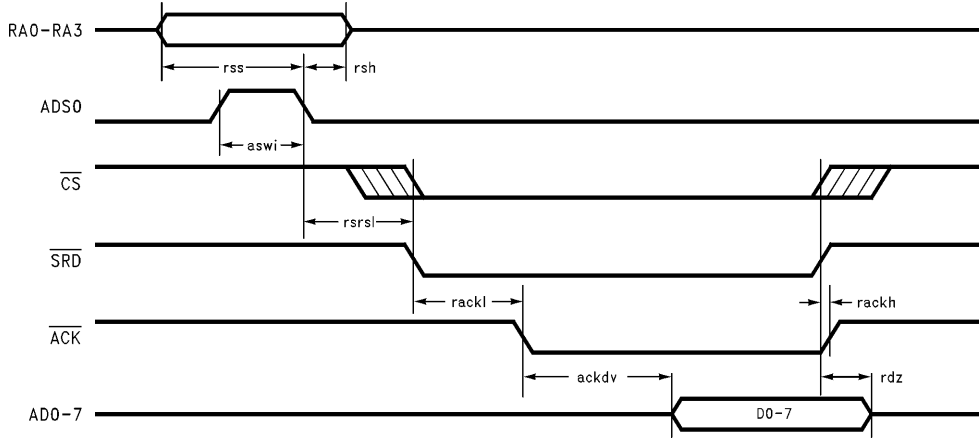 RA0-RA3
rss
rsh
ADS0
aswi
CS
rsrsl
SRD
rackl
rackh
ACK
ackdv
rdz
AD0-7
D0-7